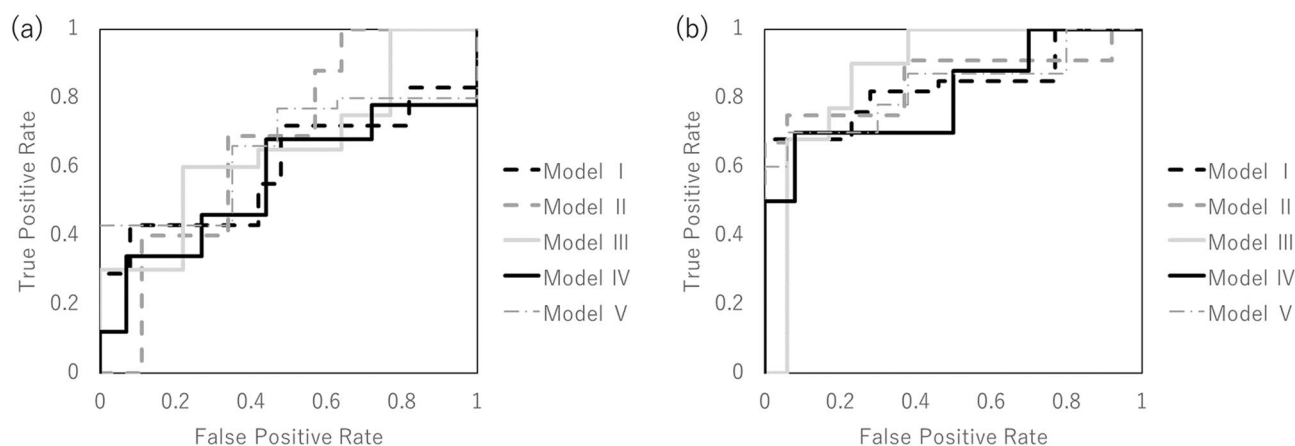 (a)
1
0.8
0.6
0.4
0.2
0
True Positive Rate
0 0.2 0.4 0.6 0.8 1
False Positive Rate
Model I
Model II
Model III
Model IV
Model V
(b)
1
0.8
0.6
0.4
0.2
0
True Positive Rate
0 0.2 0.4 0.6 0.8 1
False Positive Rate
Model I
Model II
Model III
Model IV
Model V